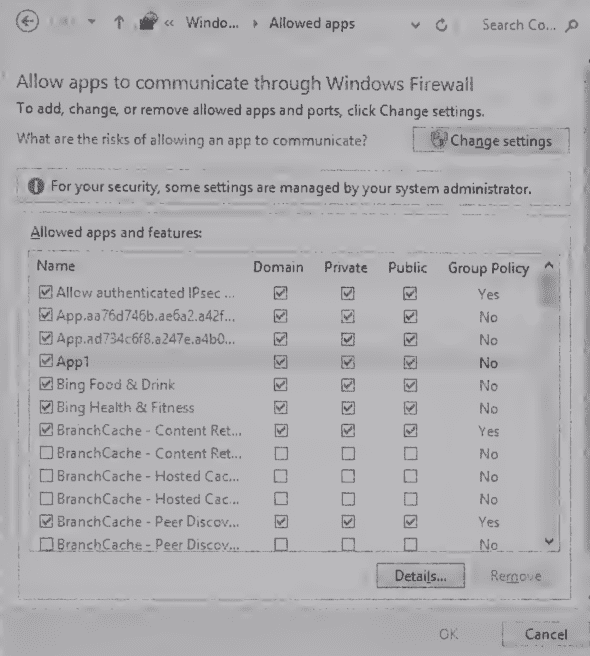 « Windo... Allowed apps Search Co...
Allow apps to communicate through Windows Firewall
To add, change, or remove allowed apps and ports, click Change settings.
What are the risks of allowing an app to communicate? Change settings
For your security, some settings are managed by your system administrator.
Allowed apps and features:
Name Domain Private Public Group Policy
Allow authenticated IPsec ... Yes
App.aa76d746b.ae6a2.a42f... No
App.ad734c6f8.a247e.a4b0... No
App1 No
Bing Food & Drink No
Bing Health & Fitness No
BranchCache - Content Ret... Yes
BranchCache - Content Ret... No
BranchCache - Hosted Cac... No
BranchCache - Hosted Cac... No
BranchCache - Peer Discov... Yes
BranchCache - Peer Discov... No
Details... Remove
OK Cancel